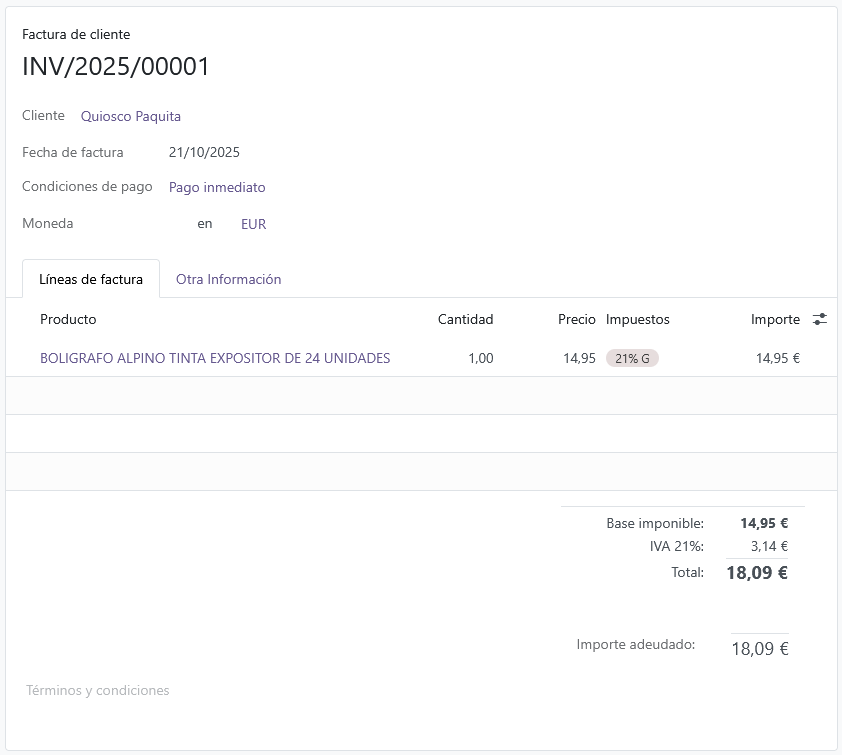 Factura de cliente
INV/2025/00001
Cliente Quiosco Paquita
Fecha de factura 21/10/2025
Condiciones de pago Pago inmediato
Moneda en EUR
Líneas de factura Otra Información
Producto Cantidad Precio Impuestos Importe
BOLIGRAFO ALPINO TINTA EXPOSITOR DE 24 UNIDADES 1,00 14,95 21% G 14,95 €
Base imponible: 14,95 €
IVA 21%: 3,14 €
Total: 18,09 €
Importe adeudado: 18,09 €
Términos y condiciones